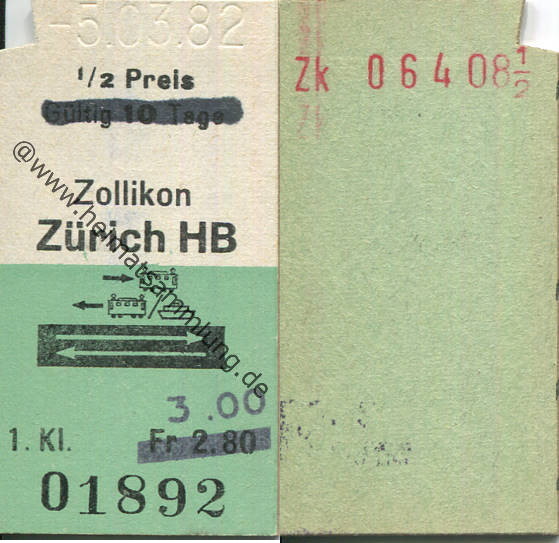 -5.03.82
1/2 Preis
Gültig 10 Tage
Zollikon
Zürich HB
3.00
1. Kl. Fr 2.80
01892
Zk 06408 1/2
@www.heimatsammlung.de